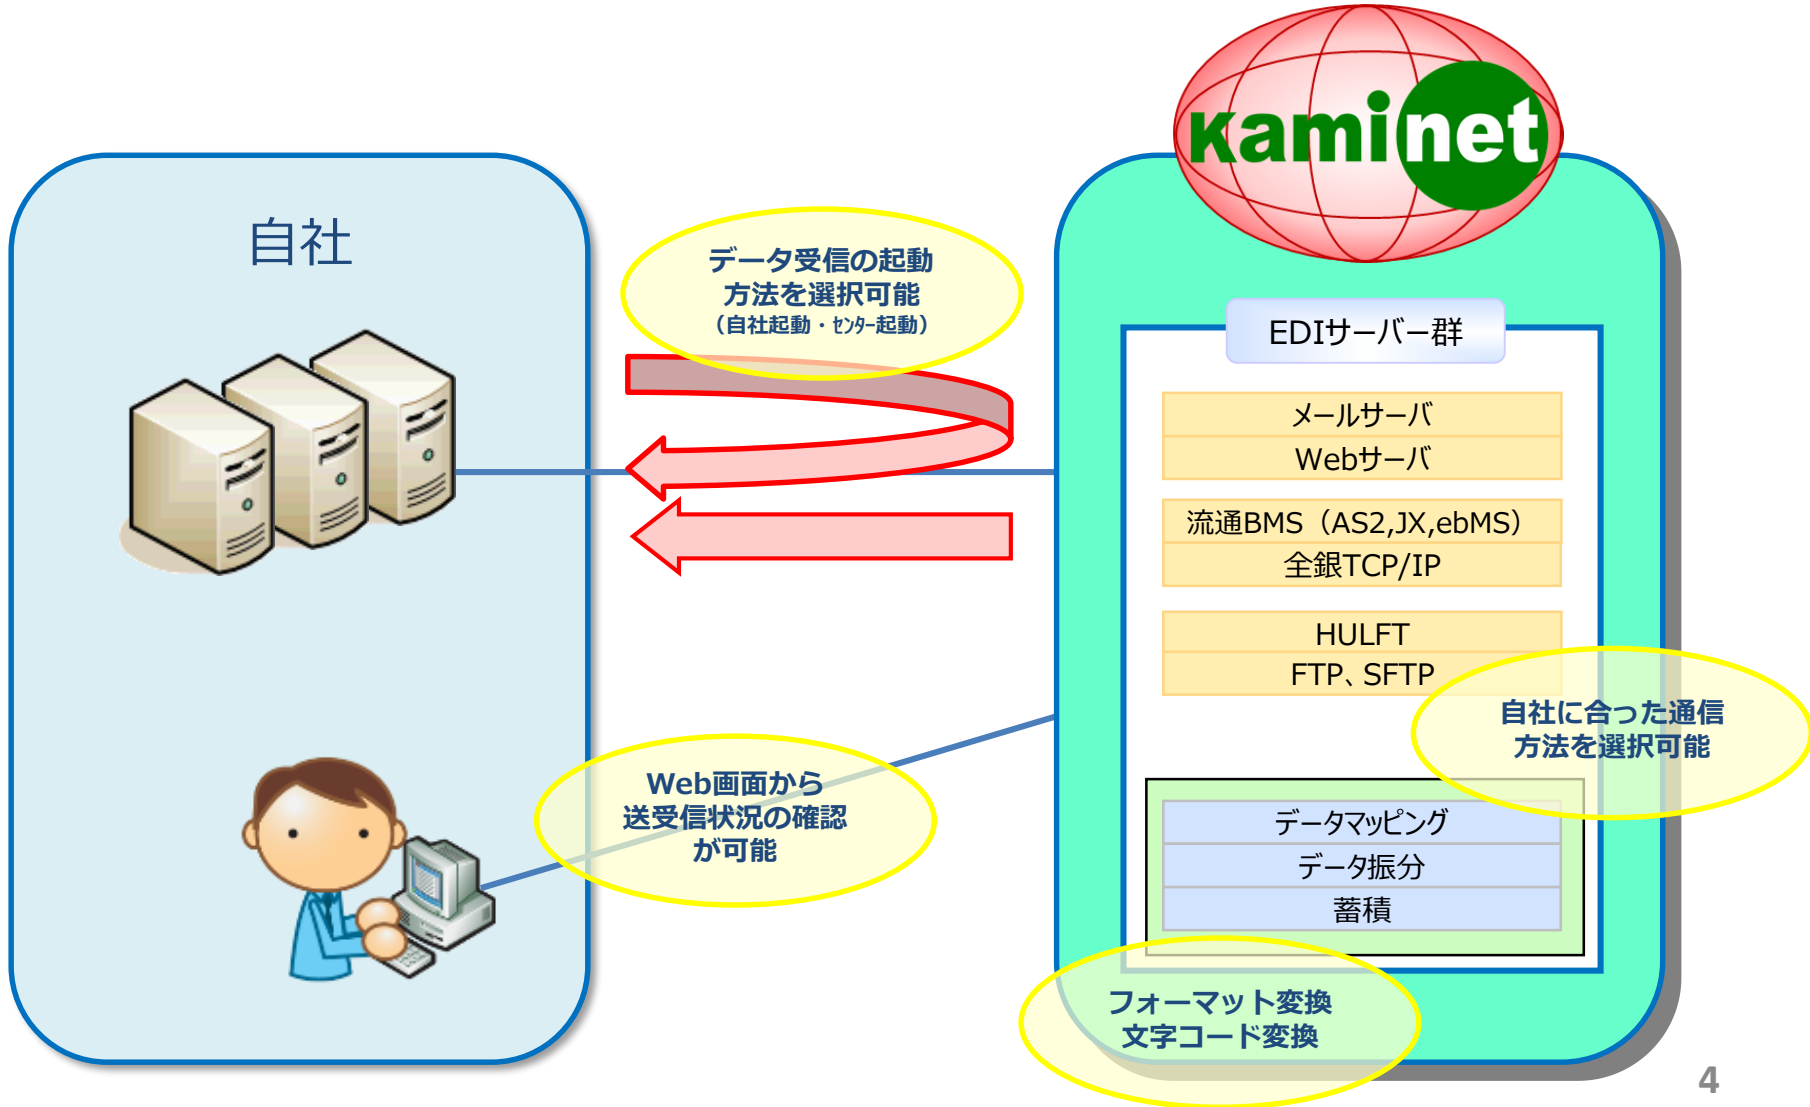 Kaminet
自社
データ受信の起動
方法を選択可能
（自社起動・ｾﾝﾀｰ起動）
EDIサーバー群
メールサーバ
Webサーバ
流通BMS（AS2,JX,ebMS）
全銀TCP/IP
HULFT
FTP、SFTP
自社に合った通信
方法を選択可能
Web画面から
送受信状況の確認
が可能
データマッピング
データ振分
蓄積
フォーマット変換
文字コード変換
4